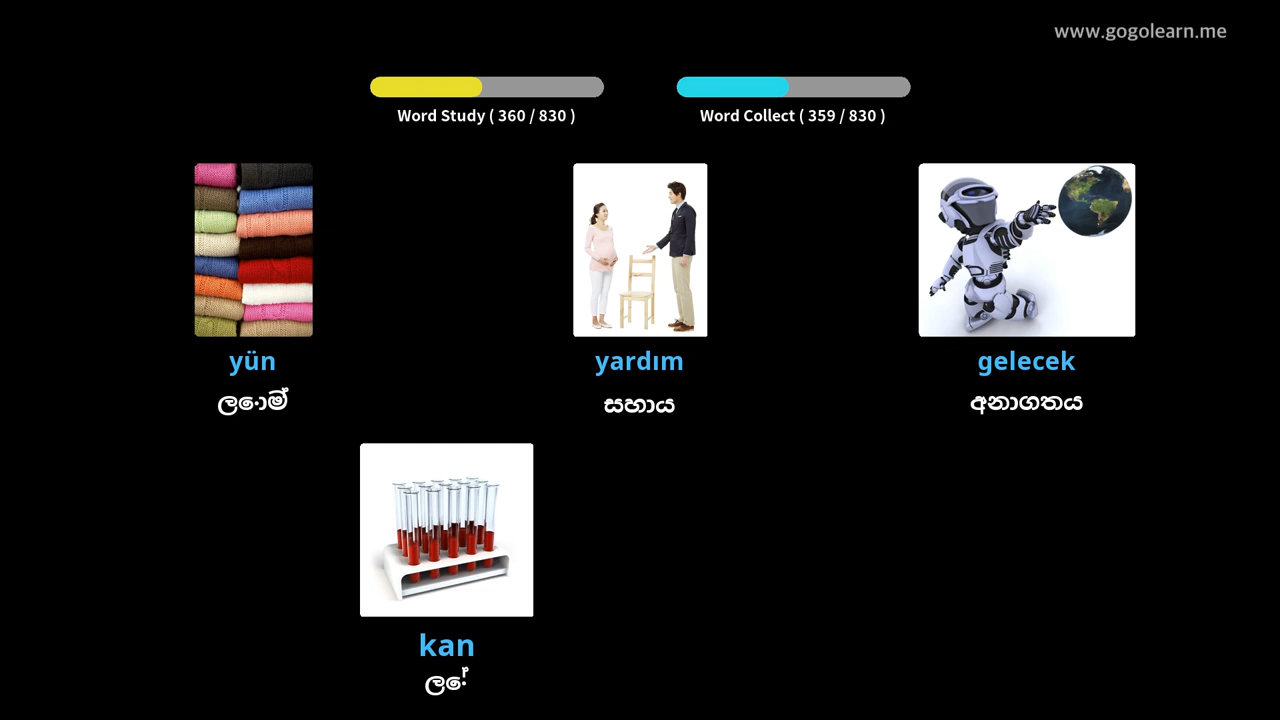 www.gogolearn.me
Word Study ( 360 / 830 )
Word Collect ( 359 / 830 )
yün
yardım
gelecek
ලොම්
සහාය
අනාගතය
kan
ලේ